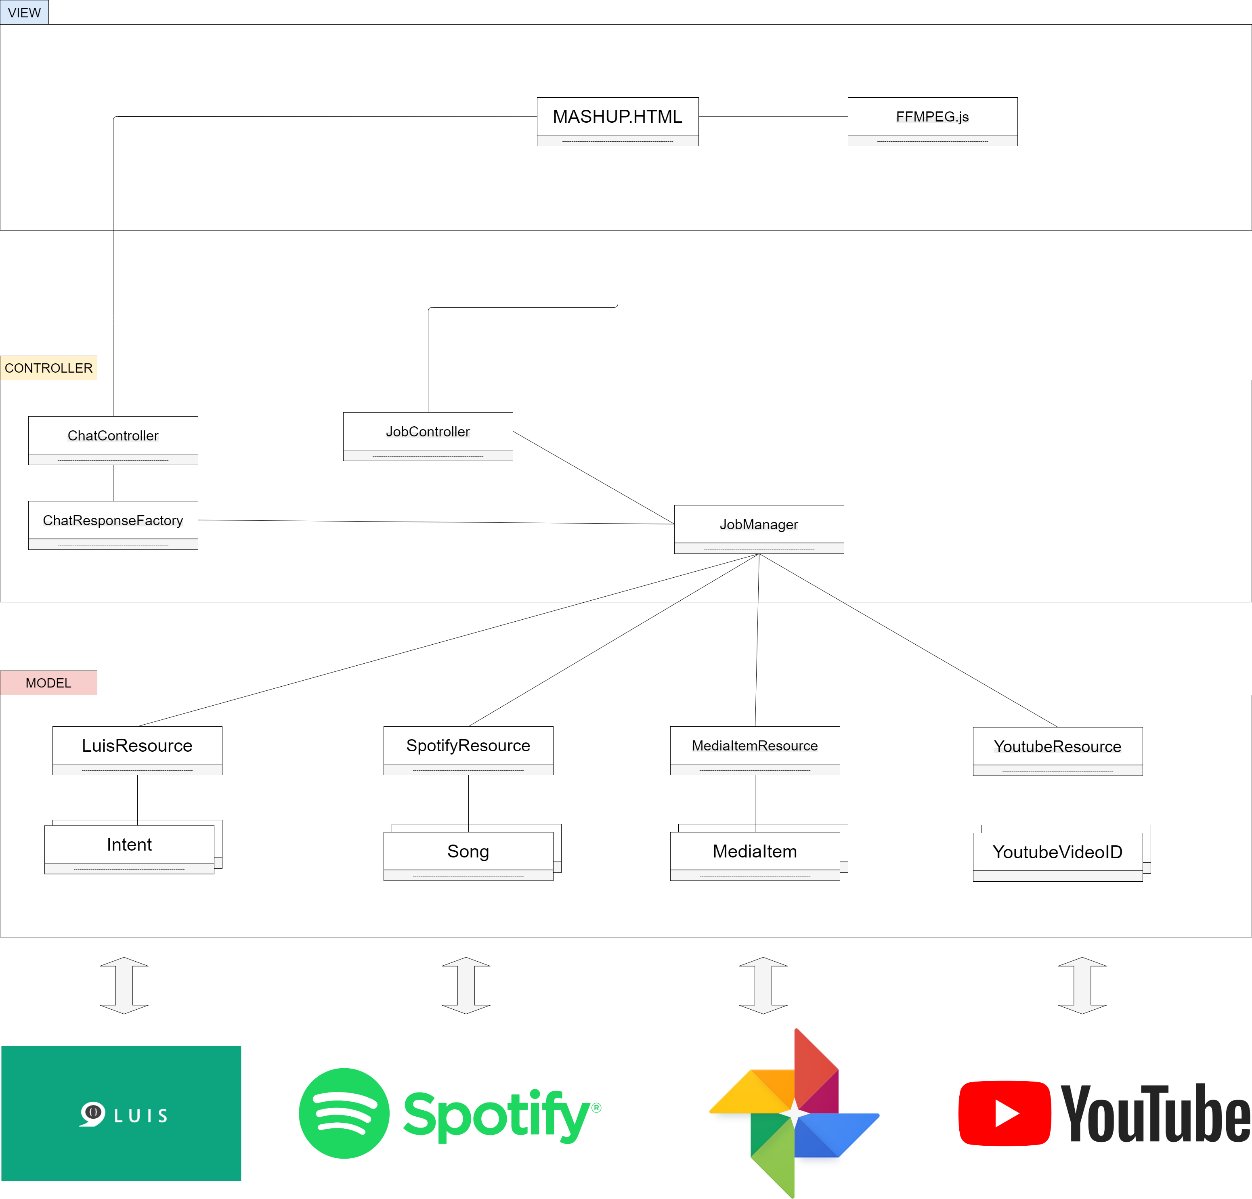 VIEW
MASHUP.HTML
FFMPEG.js
CONTROLLER
ChatController
JobController
ChatResponseFactory
JobManager
MODEL
LuisResource
SpotifyResource
MediaItemResource
YoutubeResource
Intent
Song
MediaItem
YoutubeVideoID
LUIS
Spotify®
YouTube